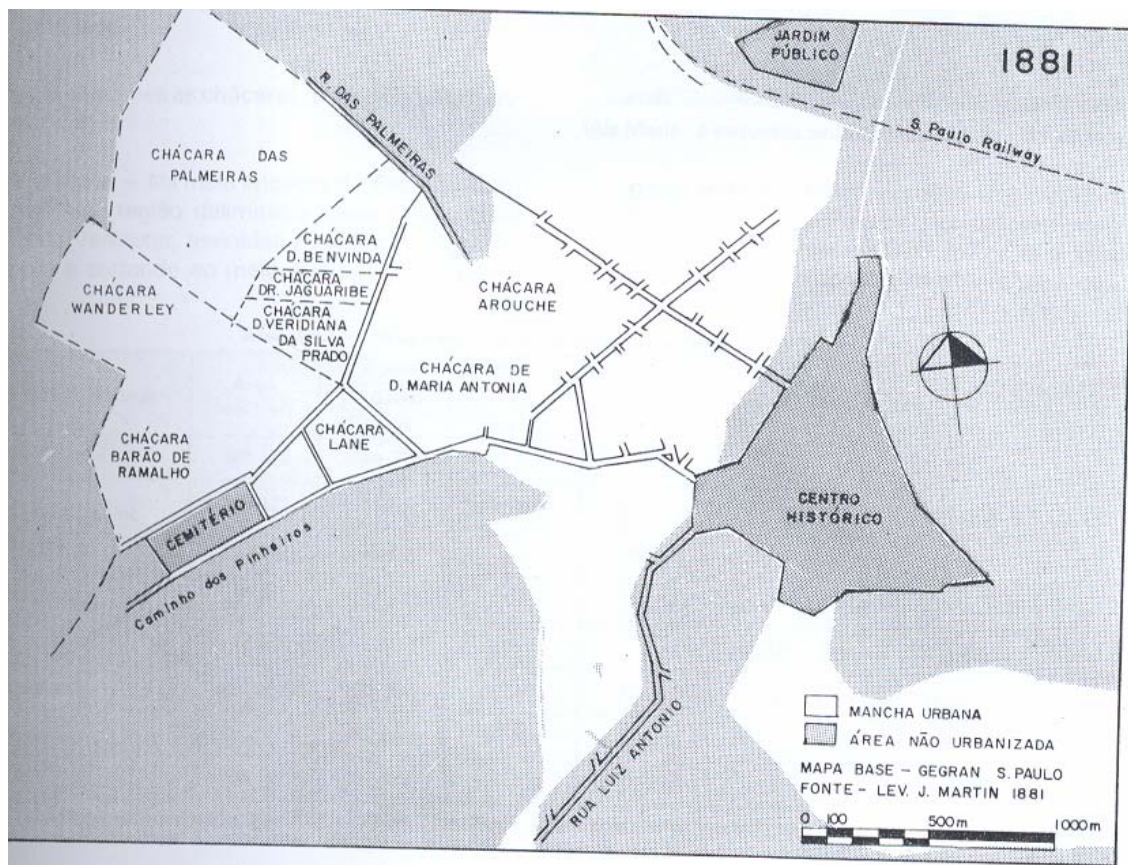 JARDIM
PÚBLICO
1881
R. DAS PALMEIRAS
S. Paulo Railway
CHÁCARA DAS
PALMEIRAS
CHÁCARA
D. BENVINDA
CHÁCARA
DR. JAGUARIBE
CHÁCARA
D. VERIDIANA
DA SILVA
PRADO
CHÁCARA
WANDERLEY
CHÁCARA
AROUCHE
CHÁCARA DE
D. MARIA ANTONIA
CHÁCARA
LANE
CHÁCARA
BARÃO DE
RAMALHO
CEMITÉRIO
Caminho dos Pinheiros
CENTRO
HISTÓRICO
RUA LUIZ ANTONIO
MANCHA URBANA
ÁREA NÃO URBANIZADA
MAPA BASE - GEGRAN S. PAULO
FONTE - LEV. J. MARTIN 1881
0 100 500m 1000m